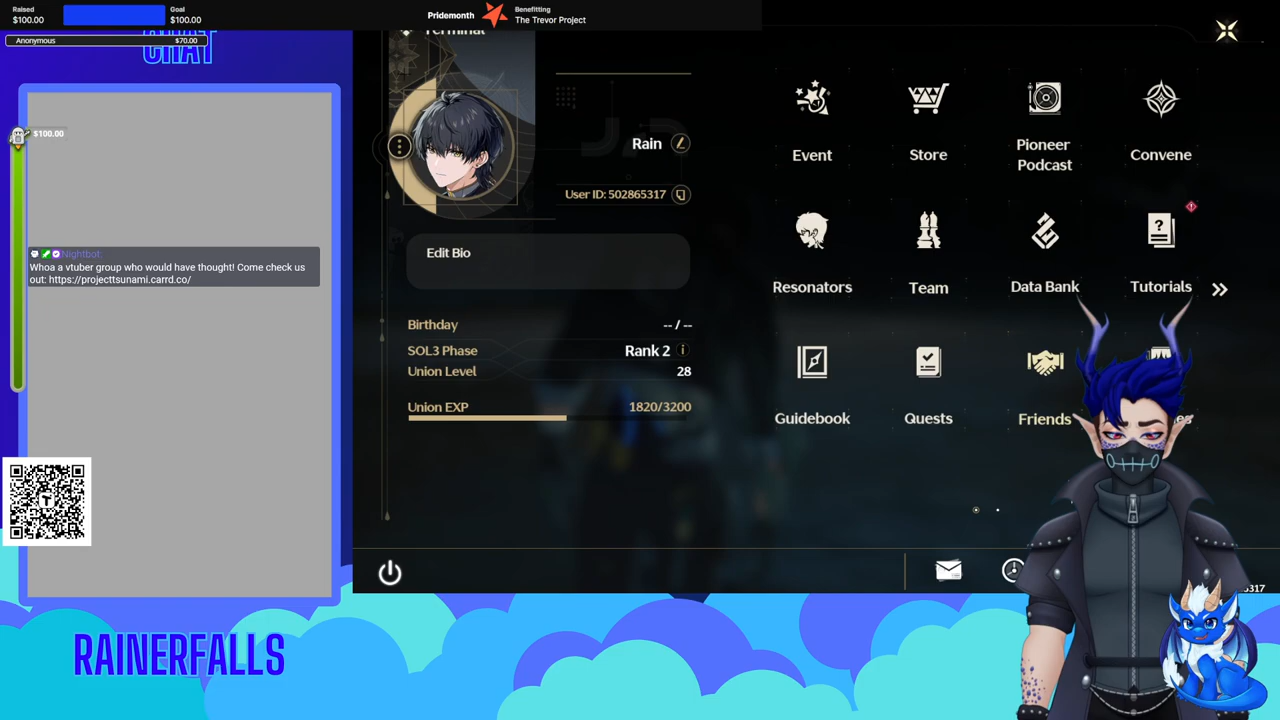 Raised
$100.00
Goal
$100.00
Pridemonth
Benefitting
The Trevor Project
Anonymous
$70.00
CHAT
$100.00
Nightbot:
Whoa a vtuber group who would have thought! Come check us
out: https://projecttsunami.carrd.co/
RAINERFALLS
Terminal
Rain
User ID: 502865317
Edit Bio
Birthday
-- / --
SOL3 Phase
Rank 2
Union Level
28
Union EXP
1820/3200
Event
Store
Pioneer
Podcast
Convene
Resonators
Team
Data Bank
Tutorials
Guidebook
Quests
Friends
317